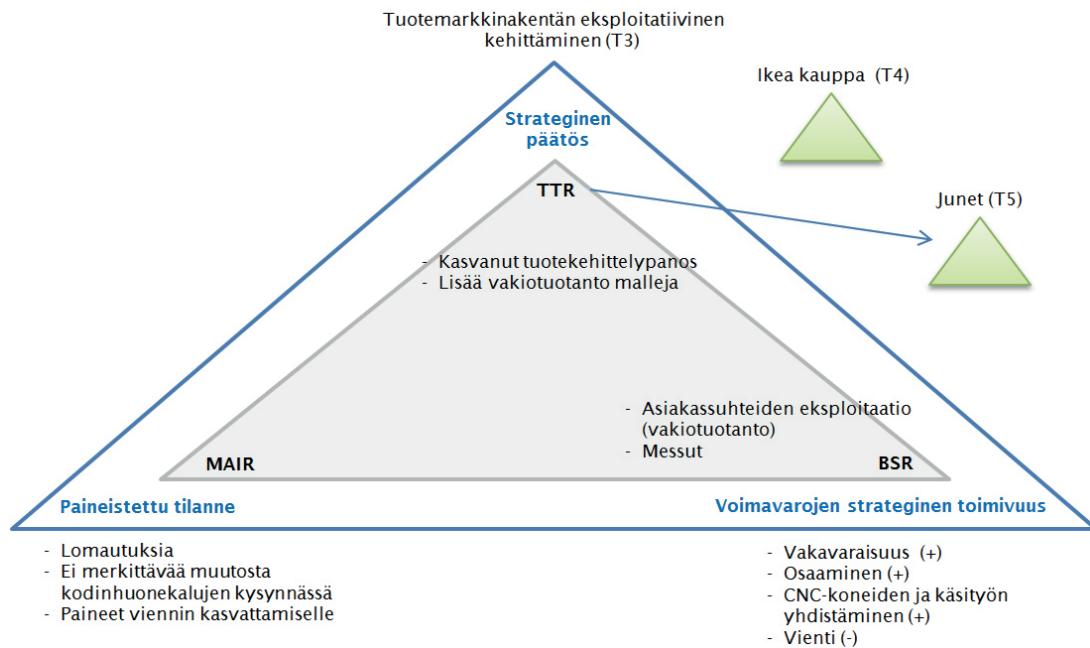 Tuotemarkkinakentän eksploitatiivinen
kehittäminen (T3)
Ikea kauppa  (T4)
Strateginen
päätös
TTR
Junet (T5)
- Kasvanut tuotekehittelypanos
- Lisää vakiotuotanto malleja
- Asiakassuhteiden eksploitaatio
(vakiotuotanto)
- Messut
MAIR
BSR
Paineistettu tilanne
Voimavarojen strateginen toimivuus
- Lomautuksia
- Ei merkittävää muutosta
kodinhuonekalujen kysynnässä
- Paineet viennin kasvattamiselle
- Vakavaraisuus (+)
- Osaaminen (+)
- CNC-koneiden ja käsityön
yhdistäminen (+)
- Vienti (-)